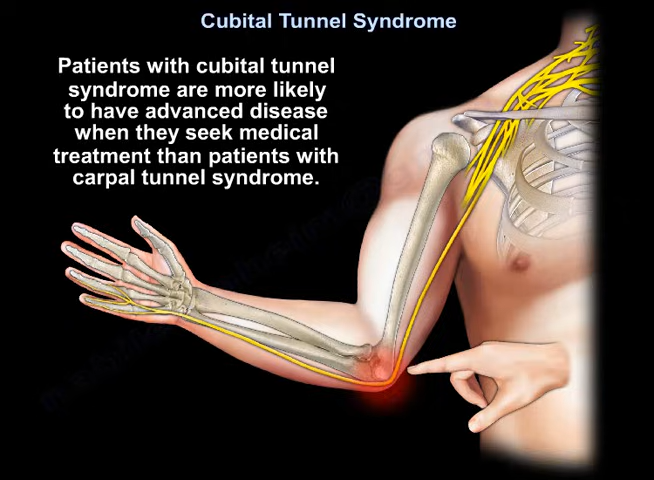 Cubital Tunnel Syndrome
Patients with cubital tunnel
syndrome are more likely
to have advanced disease
when they seek medical
treatment than patients with
carpal tunnel syndrome.